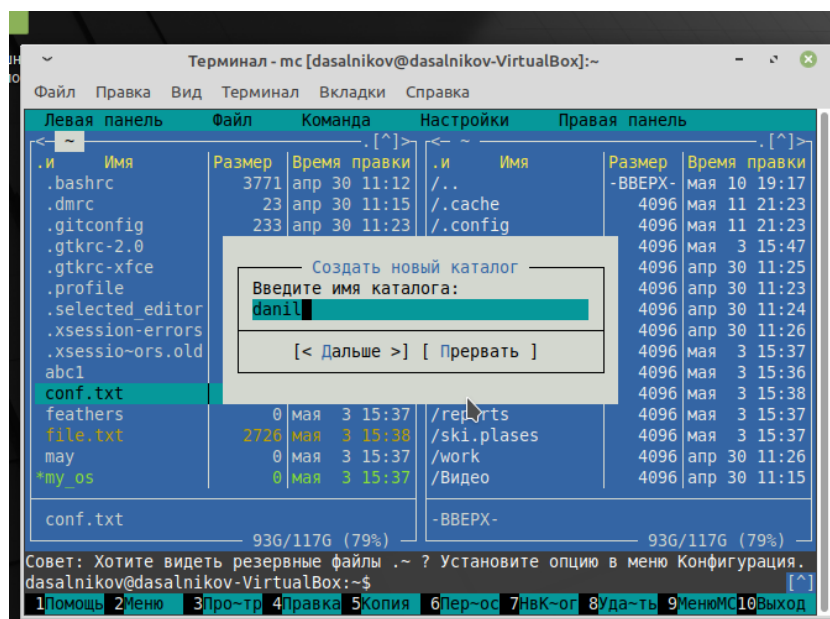 Терминал - mc [dasalnikov@dasalnikov-VirtualBox]:~
Файл Правка Вид Терминал Вкладки Справка
Левая панель Файл Команда Настройки Правая панель
<- ~ .[^]> <- ~ .[^]>
.и Имя Размер Время правки .и Имя Размер Время правки
.bashrc 3771 апр 30 11:12 /.. -ВВЕРХ- мая 10 19:17
.dmrc 23 апр 30 11:15 /.cache 4096 мая 11 21:23
.gitconfig 233 апр 30 11:23 /.config 4096 мая 11 21:23
.gtkrc-2.0 4096 мая 3 15:47
.gtkrc-xfce Создать новый каталог 4096 апр 30 11:25
.profile Введите имя каталога: 4096 апр 30 11:23
.selected_editor danil 4096 апр 30 11:24
.xsession-errors 4096 апр 30 11:26
.xsessio~ors.old [< Дальше >] [ Прервать ] 4096 мая 3 15:37
abc1 4096 мая 3 15:36
conf.txt 4096 мая 3 15:38
feathers 0 мая 3 15:37 /reports 4096 мая 3 15:37
file.txt 2726 мая 3 15:38 /ski.plases 4096 мая 3 15:37
may 0 мая 3 15:37 /work 4096 апр 30 11:26
*my_os 0 мая 3 15:37 /Видео 4096 апр 30 11:15
conf.txt -ВВЕРХ-
93G/117G (79%) 93G/117G (79%)
Совет: Хотите видеть резервные файлы .~ ? Установите опцию в меню Конфигурация.
dasalnikov@dasalnikov-VirtualBox:~$ [^]
1Помощь 2Меню 3Про~тр 4Правка 5Копия 6Пер~ос 7НвК~ог 8Уда~ть 9МенюМС 10Выход